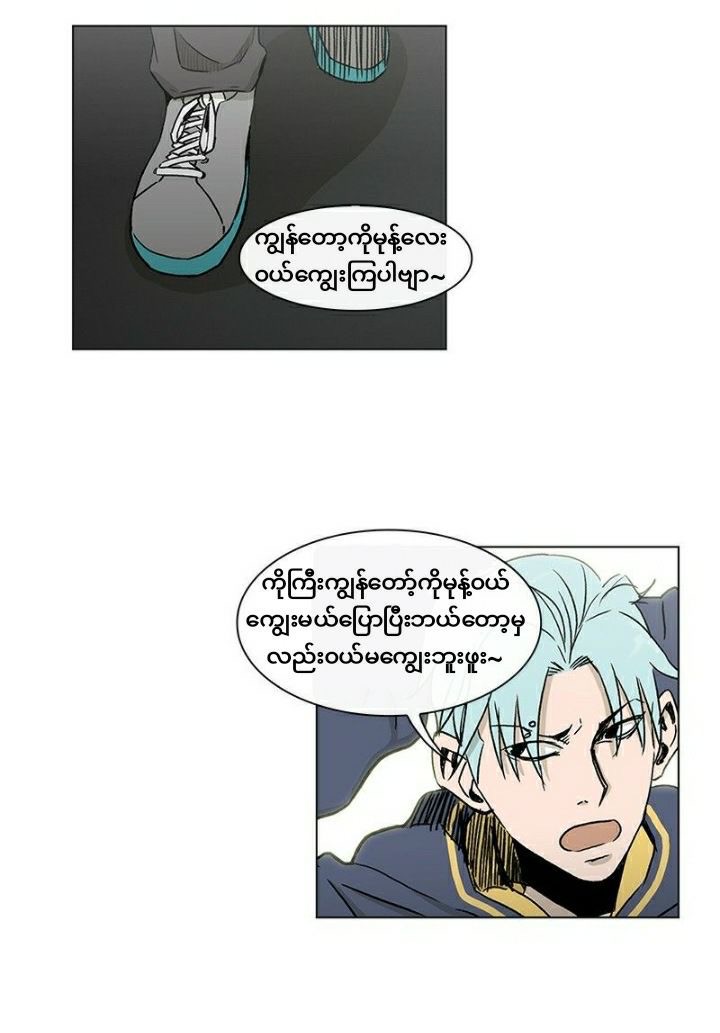 ကျွန်တော့ကိုမုန့်လေး
ဝယ်ကျွေးကြပါဗျာ~
ကိုကြီးကျွန်တော့်ကိုမုန့်ဝယ်
ကျွေးမယ်ပြောပြီးဘယ်တော့မှ
လည်းဝယ်မကျွေးဘူးဖူး~